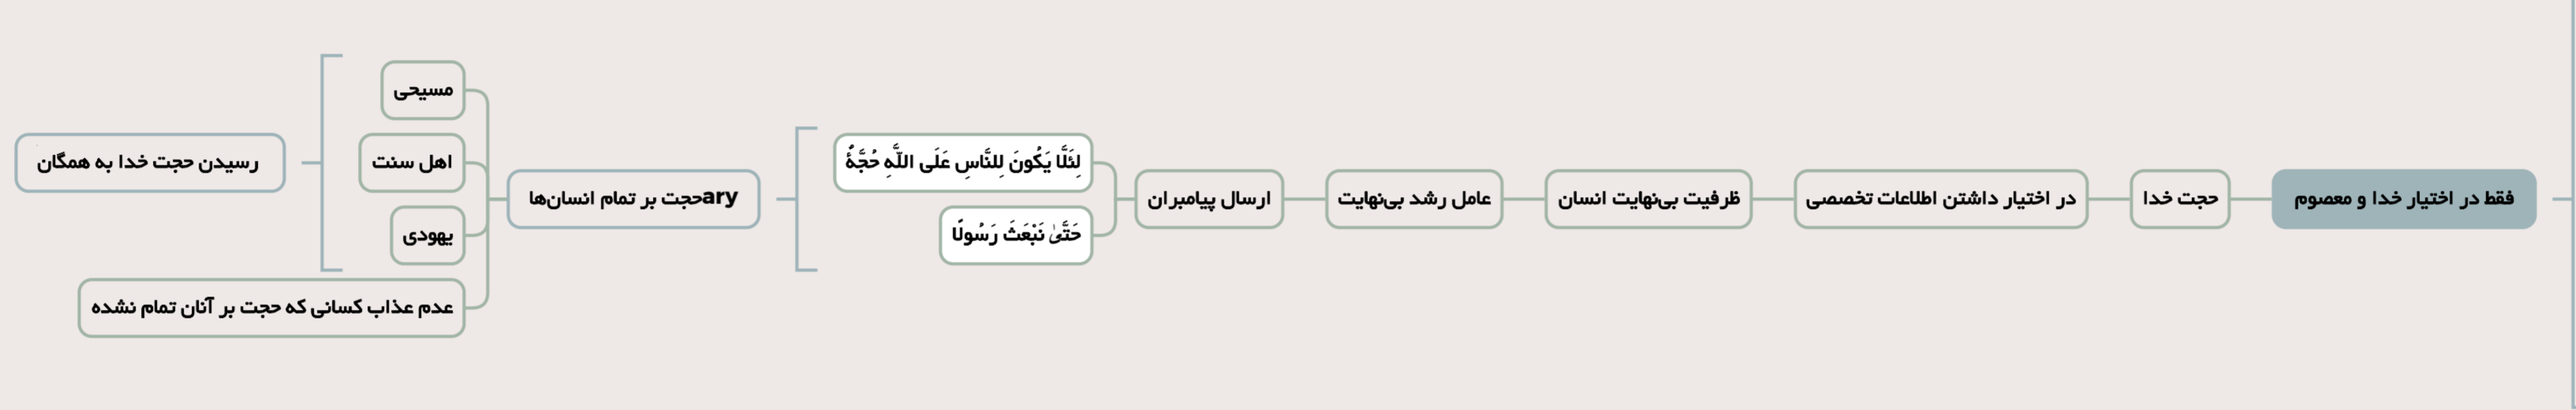 فقط در اختیار خدا و معصوم
حجت خدا
در اختیار داشتن اطلاعات تخصصی
ظرفیت بی‌نهایت انسان
عامل رشد بی‌نهایت
ارسال پیامبران
لِئَلَّا يَكُونَ لِلنَّاسِ عَلَى اللَّهِ حُجَّةٌ
حَتَّىٰ نَبْعَثَ رَسُولًا
aryحجت بر تمام انسان‌ها
مسیحی
اهل سنت
یهودی
عدم عذاب کسانی که حجت بر آنان تمام نشده
رسیدن حجت خدا به همگان